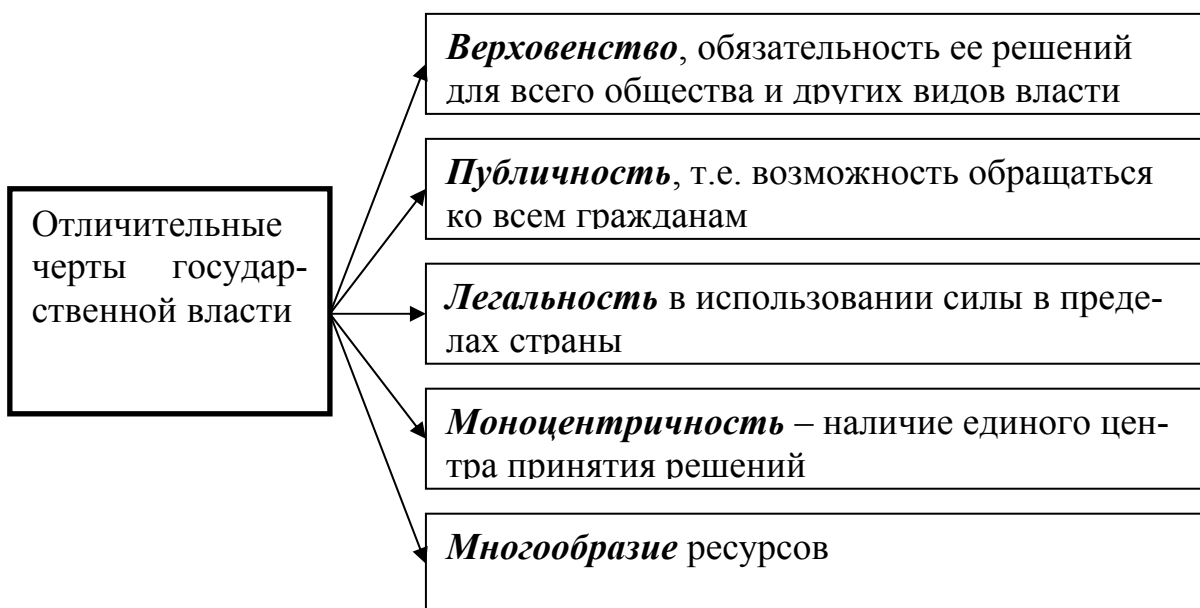 Отличительные
черты государ-
ственной власти
Верховенство, обязательность ее решений
для всего общества и других видов власти
Публичность, т.е. возможность обращаться
ко всем гражданам
Легальность в использовании силы в преде-
лах страны
Моноцентричность – наличие единого цен-
тра принятия решений
Многообразие ресурсов